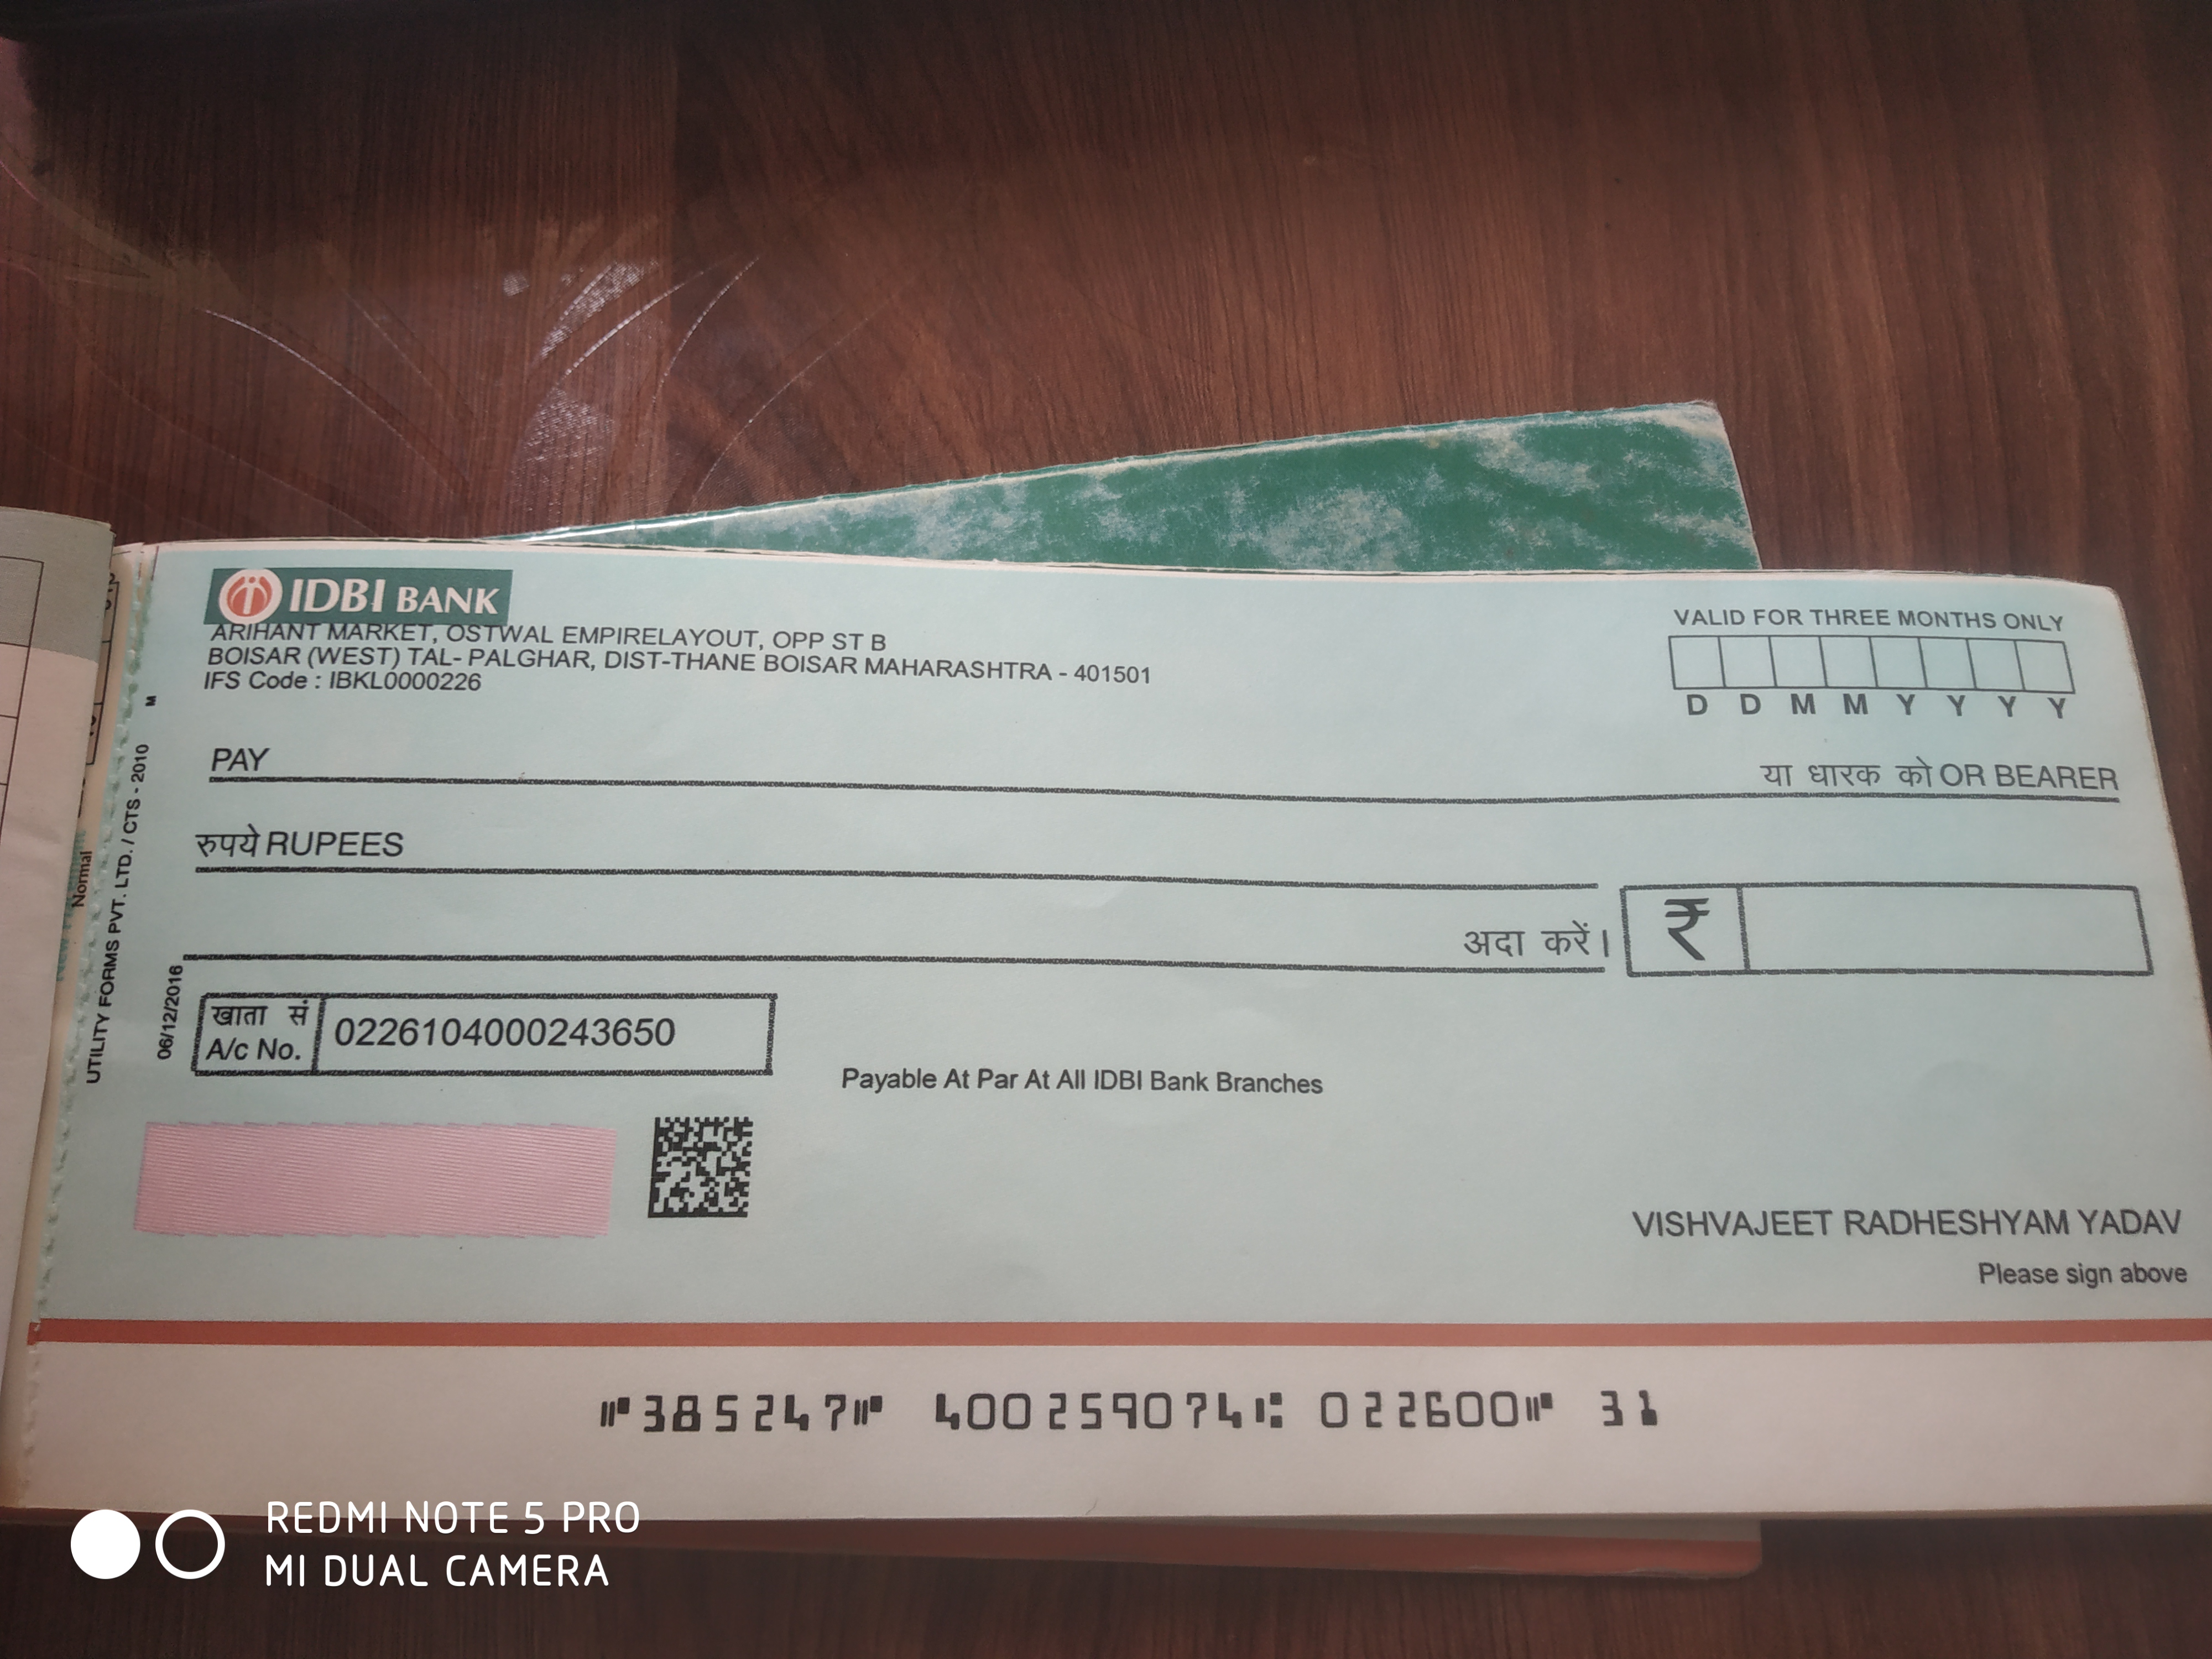 IDBI BANK
ARIHANT MARKET, OSTWAL EMPIRELAYOUT, OPP ST B
BOISAR (WEST) TAL- PALGHAR, DIST-THANE BOISAR MAHARASHTRA - 401501
IFS Code : IBKL0000226
VALID FOR THREE MONTHS ONLY
D D M M Y Y Y Y
PAY
या धारक को OR BEARER
रुपये RUPEES
अदा करें।
₹
खाता सं
A/c No.
0226104000243650
Payable At Par At All IDBI Bank Branches
VISHVAJEET RADHESHYAM YADAV
Please sign above
⑈385247⑈ 400259074⑆ 022600⑈ 31
UTILITY FORMS PVT. LTD. / CTS - 2010
M
06/12/2016
Normal
REDMI NOTE 5 PRO
MI DUAL CAMERA